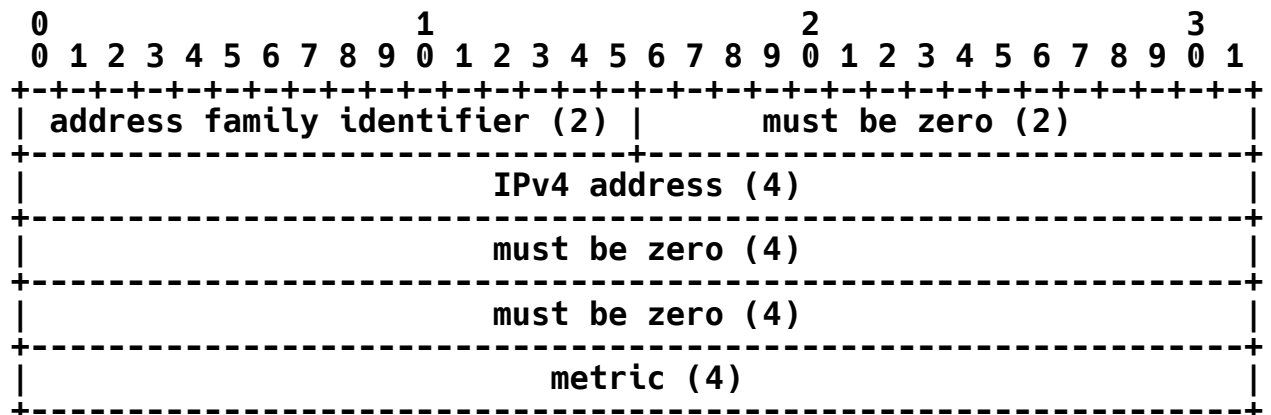 0                   1                   2                   3
 0 1 2 3 4 5 6 7 8 9 0 1 2 3 4 5 6 7 8 9 0 1 2 3 4 5 6 7 8 9 0 1
+-+-+-+-+-+-+-+-+-+-+-+-+-+-+-+-+-+-+-+-+-+-+-+-+-+-+-+-+-+-+-+-+
| address family identifier (2) |      must be zero (2)         |
+-------------------------------+-------------------------------+
|                        IPv4 address (4)                       |
+---------------------------------------------------------------+
|                        must be zero (4)                       |
+---------------------------------------------------------------+
|                        must be zero (4)                       |
+---------------------------------------------------------------+
|                           metric (4)                          |
+---------------------------------------------------------------+